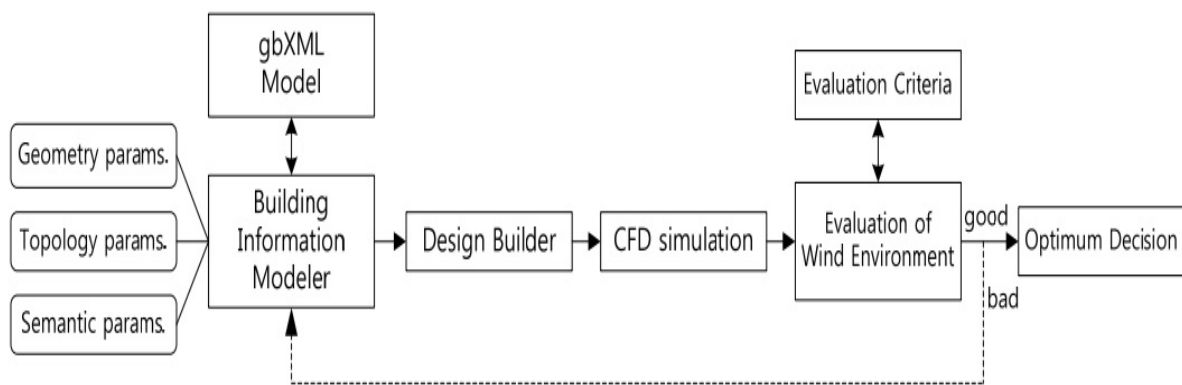 gbXML
Model
Evaluation Criteria
Geometry params.
Topology params.
Semantic params.
Building
Information
Modeler
Design Builder
CFD simulation
Evaluation of
Wind Environment
good
bad
Optimum Decision